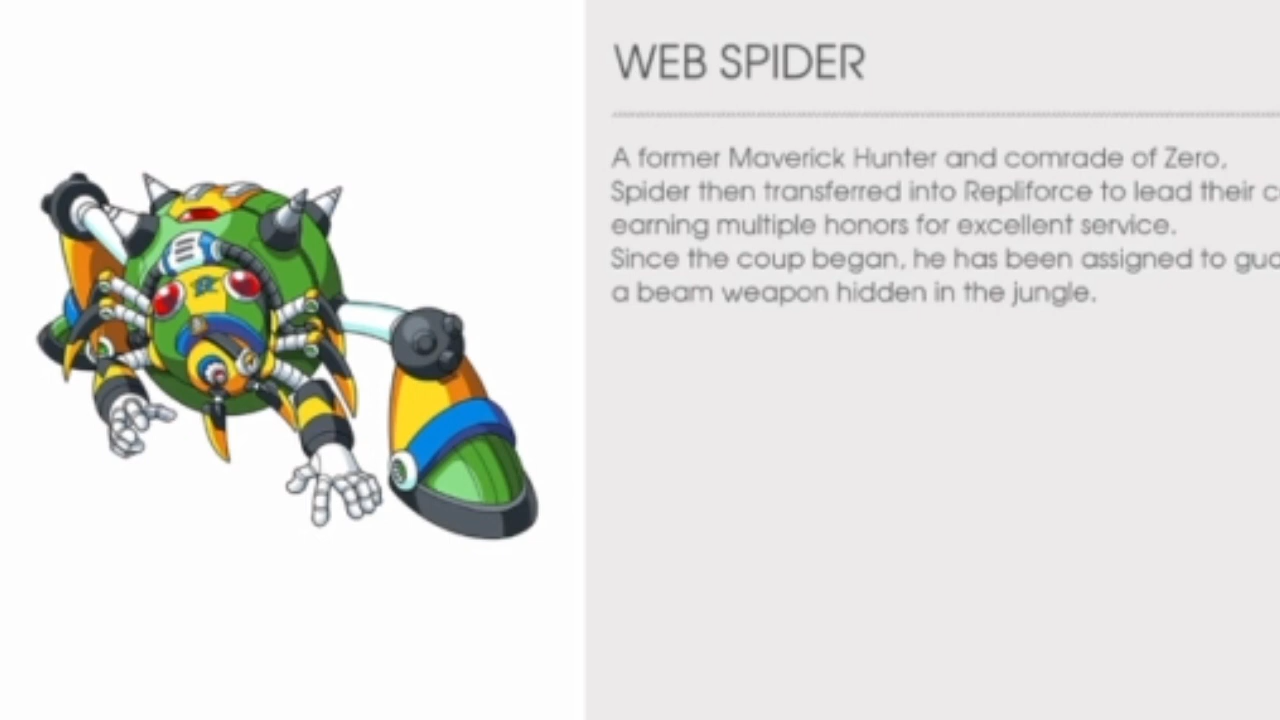 WEB SPIDER
A former Maverick Hunter and comrade of Zero,
Spider then transferred into Repliforce to lead their
earning multiple honors for excellent service.
Since the coup began, he has been assigned to
a beam weapon hidden in the jungle.